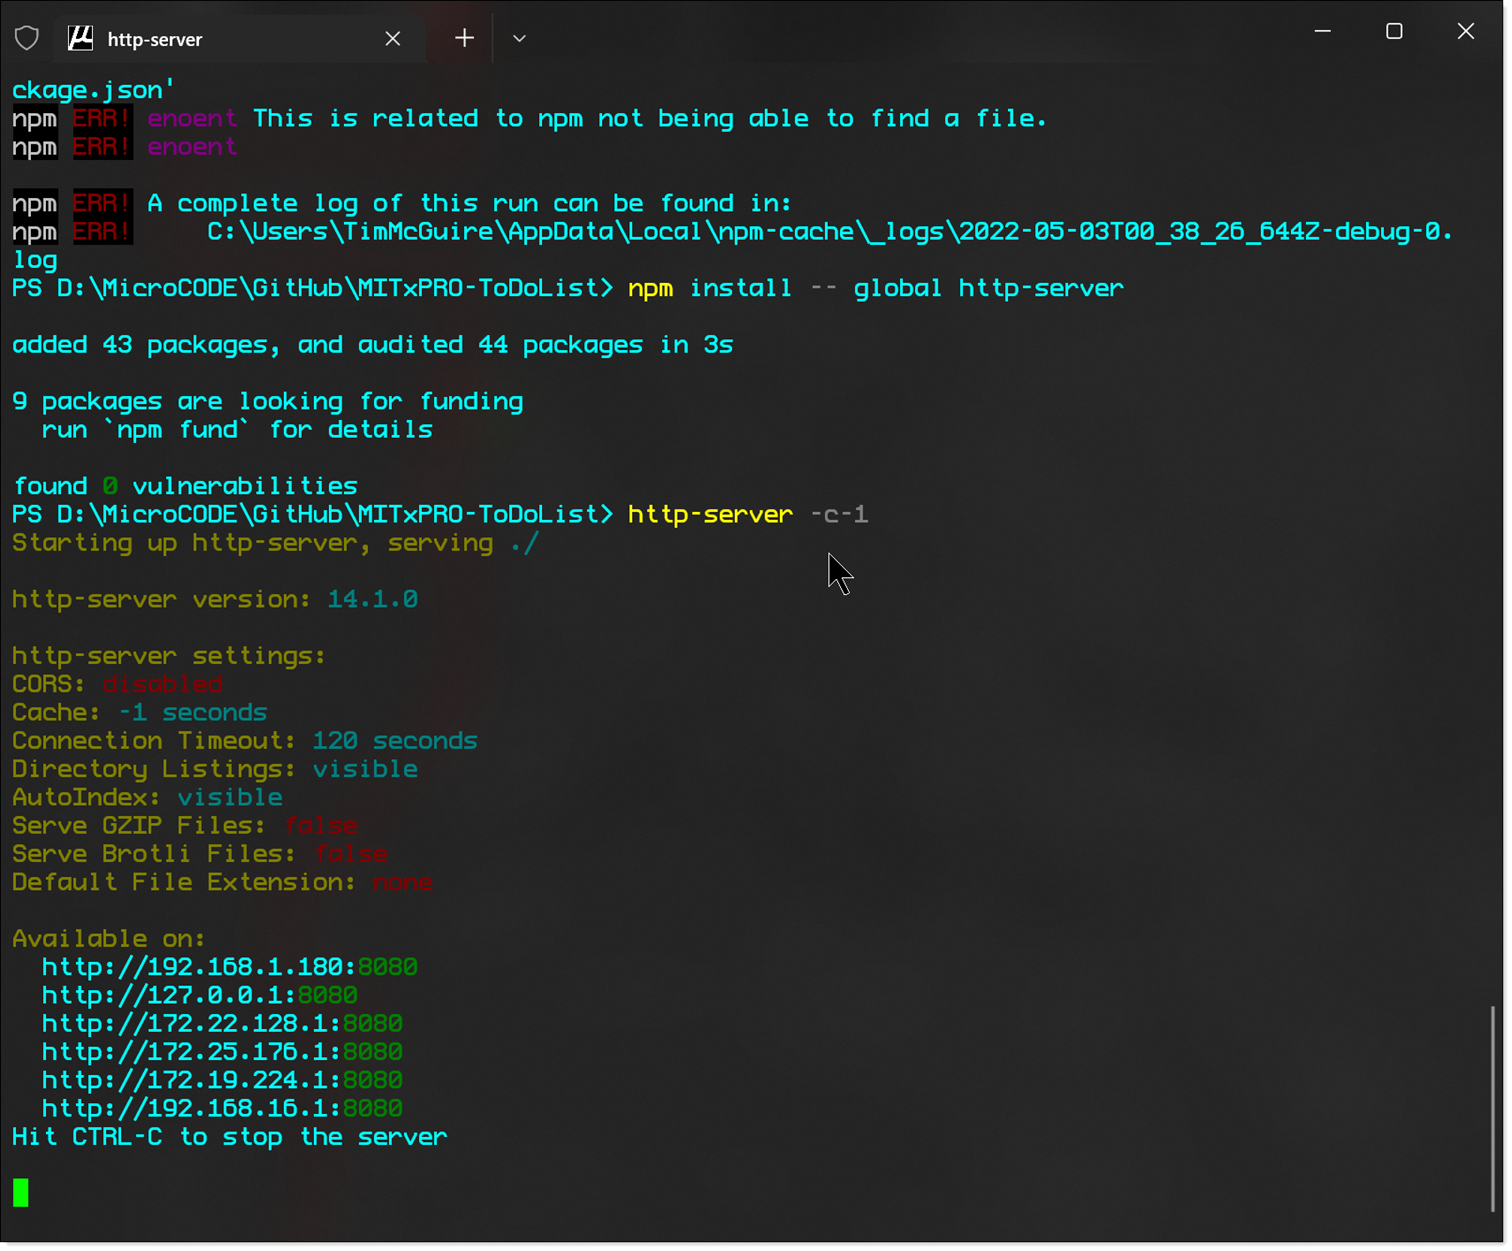 μ http-server
ckage.json'
npm ERR! enoent This is related to npm not being able to find a file.
npm ERR! enoent
npm ERR! A complete log of this run can be found in:
npm ERR!     C:\Users\TimMcGuire\AppData\Local\npm-cache\_logs\2022-05-03T00_38_26_644Z-debug-0.
log
PS D:\MicroCODE\GitHub\MITxPRO-ToDoList> npm install -- global http-server
added 43 packages, and audited 44 packages in 3s
9 packages are looking for funding
  run `npm fund` for details
found 0 vulnerabilities
PS D:\MicroCODE\GitHub\MITxPRO-ToDoList> http-server -c-1
Starting up http-server, serving ./
http-server version: 14.1.0
http-server settings:
CORS: disabled
Cache: -1 seconds
Connection Timeout: 120 seconds
Directory Listings: visible
AutoIndex: visible
Serve GZIP Files: false
Serve Brotli Files: false
Default File Extension: none
Available on:
  http://192.168.1.180:8080
  http://127.0.0.1:8080
  http://172.22.128.1:8080
  http://172.25.176.1:8080
  http://172.19.224.1:8080
  http://192.168.16.1:8080
Hit CTRL-C to stop the server